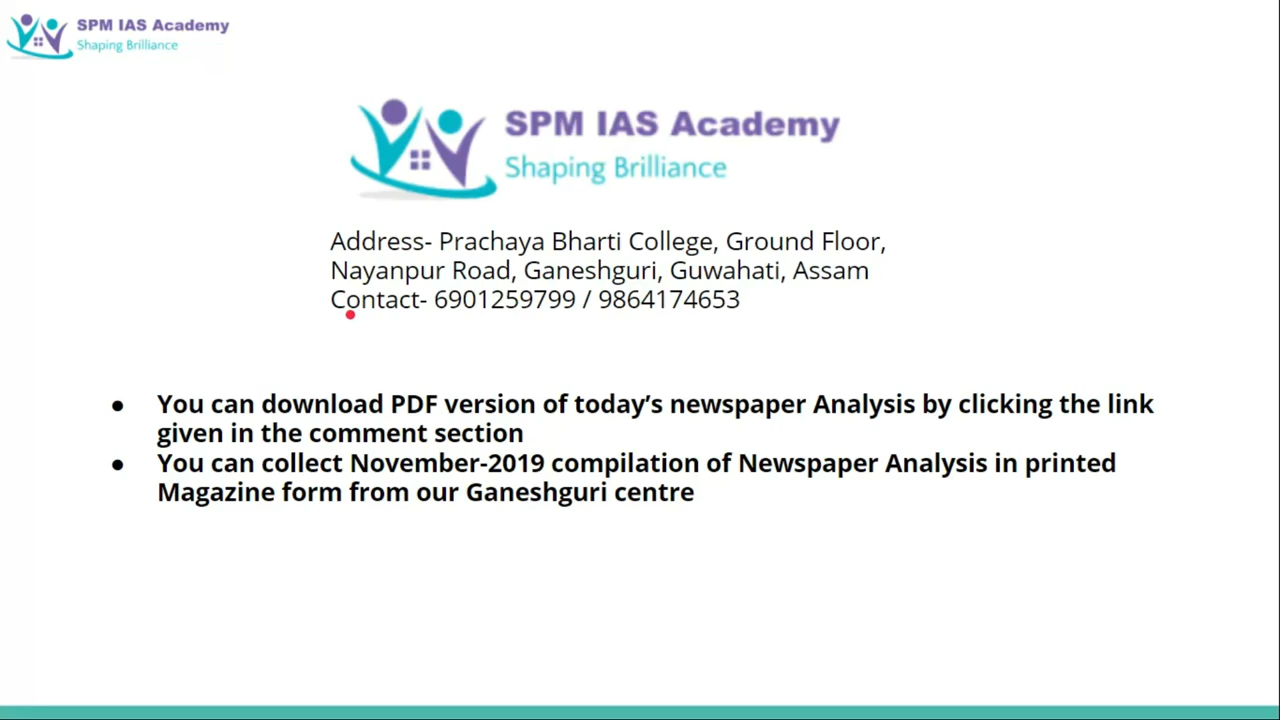 SPM IAS Academy
Shaping Brilliance
SPM IAS Academy
Shaping Brilliance
Address- Prachaya Bharti College, Ground Floor,
Nayanpur Road, Ganeshguri, Guwahati, Assam
Contact- 6901259799 / 9864174653
● You can download PDF version of today’s newspaper Analysis by clicking the link
given in the comment section
● You can collect November-2019 compilation of Newspaper Analysis in printed
Magazine form from our Ganeshguri centre